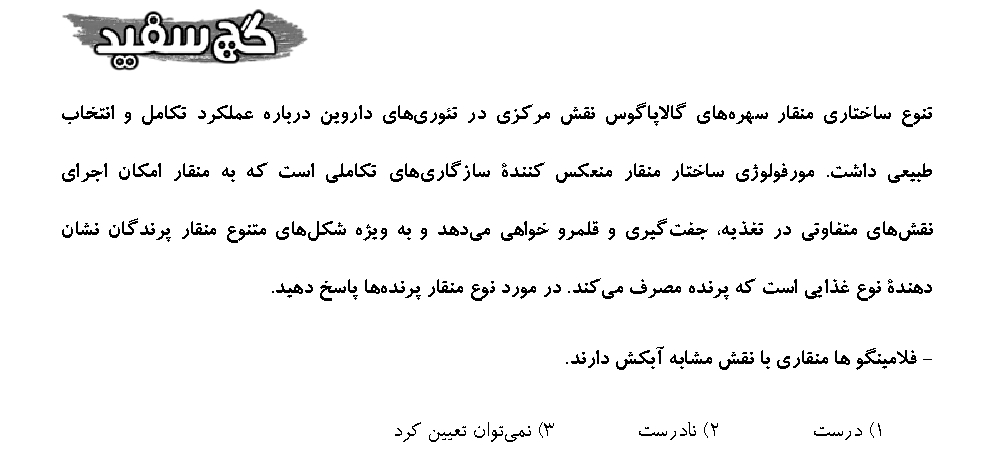 گچ سفید
تنوع ساختاری منقار سهره‌های گالاپاگوس نقش مرکزی در تئوری‌های داروین درباره عملکرد تکامل و انتخاب
طبیعی داشت. مورفولوژی ساختار منقار منعکس کنندهٔ سازگاری‌های تکاملی است که به منقار امکان اجرای
نقش‌های متفاوتی در تغذیه، جفت‌گیری و قلمرو خواهی می‌دهد و به ویژه شکل‌های متنوع منقار پرندگان نشان
دهندهٔ نوع غذایی است که پرنده مصرف می‌کند. در مورد نوع منقار پرنده‌ها پاسخ دهید.
– فلامینگو ها منقاری با نقش مشابه آبکش دارند.
۱) درست ۲) نادرست ۳) نمی‌توان تعیین کرد